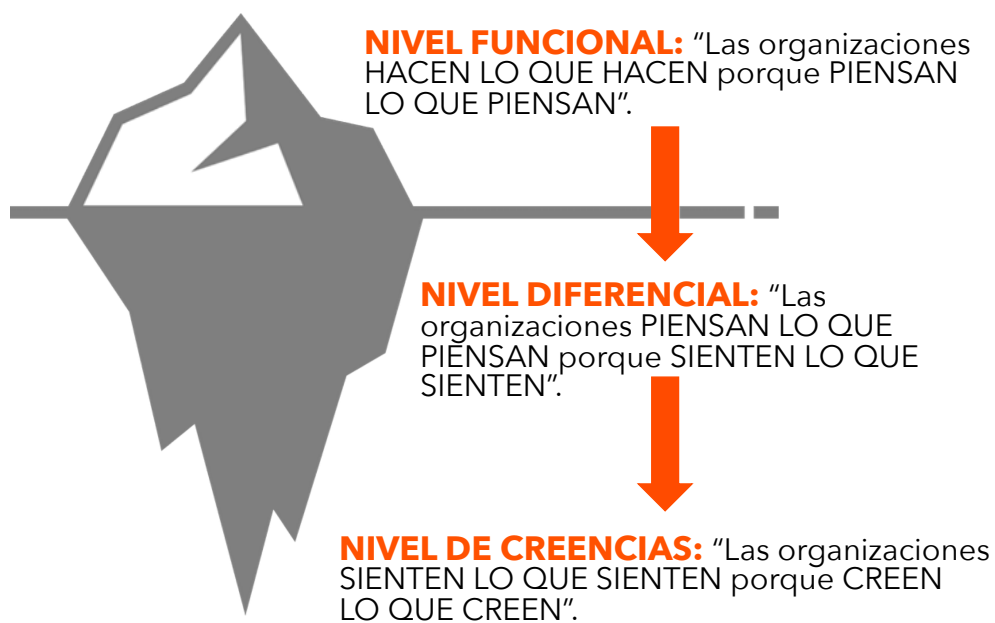 NIVEL FUNCIONAL: “Las organizaciones
HACEN LO QUE HACEN porque PIENSAN
LO QUE PIENSAN”.
NIVEL DIFERENCIAL: “Las
organizaciones PIENSAN LO QUE
PIENSAN porque SIENTEN LO QUE
SIENTEN”.
NIVEL DE CREENCIAS: “Las organizaciones
SIENTEN LO QUE SIENTEN porque CREEN
LO QUE CREEN”.